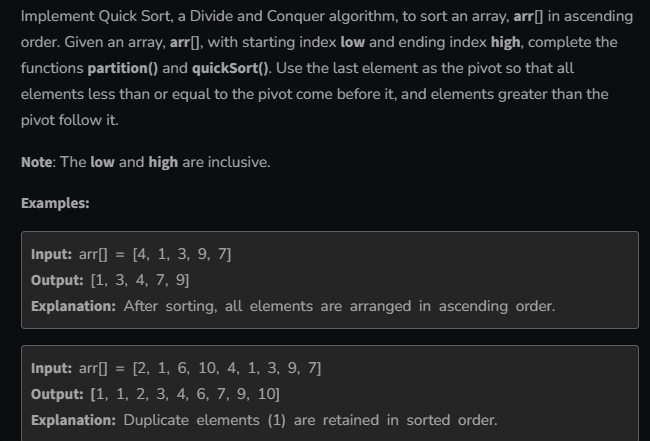 Implement Quick Sort, a Divide and Conquer algorithm, to sort an array, arr[] in ascending
order. Given an array, arr[], with starting index low and ending index high, complete the
functions partition() and quickSort(). Use the last element as the pivot so that all
elements less than or equal to the pivot come before it, and elements greater than the
pivot follow it.
Note: The low and high are inclusive.
Examples:
Input: arr[] = [4, 1, 3, 9, 7]
Output: [1, 3, 4, 7, 9]
Explanation: After sorting, all elements are arranged in ascending order.
Input: arr[] = [2, 1, 6, 10, 4, 1, 3, 9, 7]
Output: [1, 1, 2, 3, 4, 6, 7, 9, 10]
Explanation: Duplicate elements (1) are retained in sorted order.